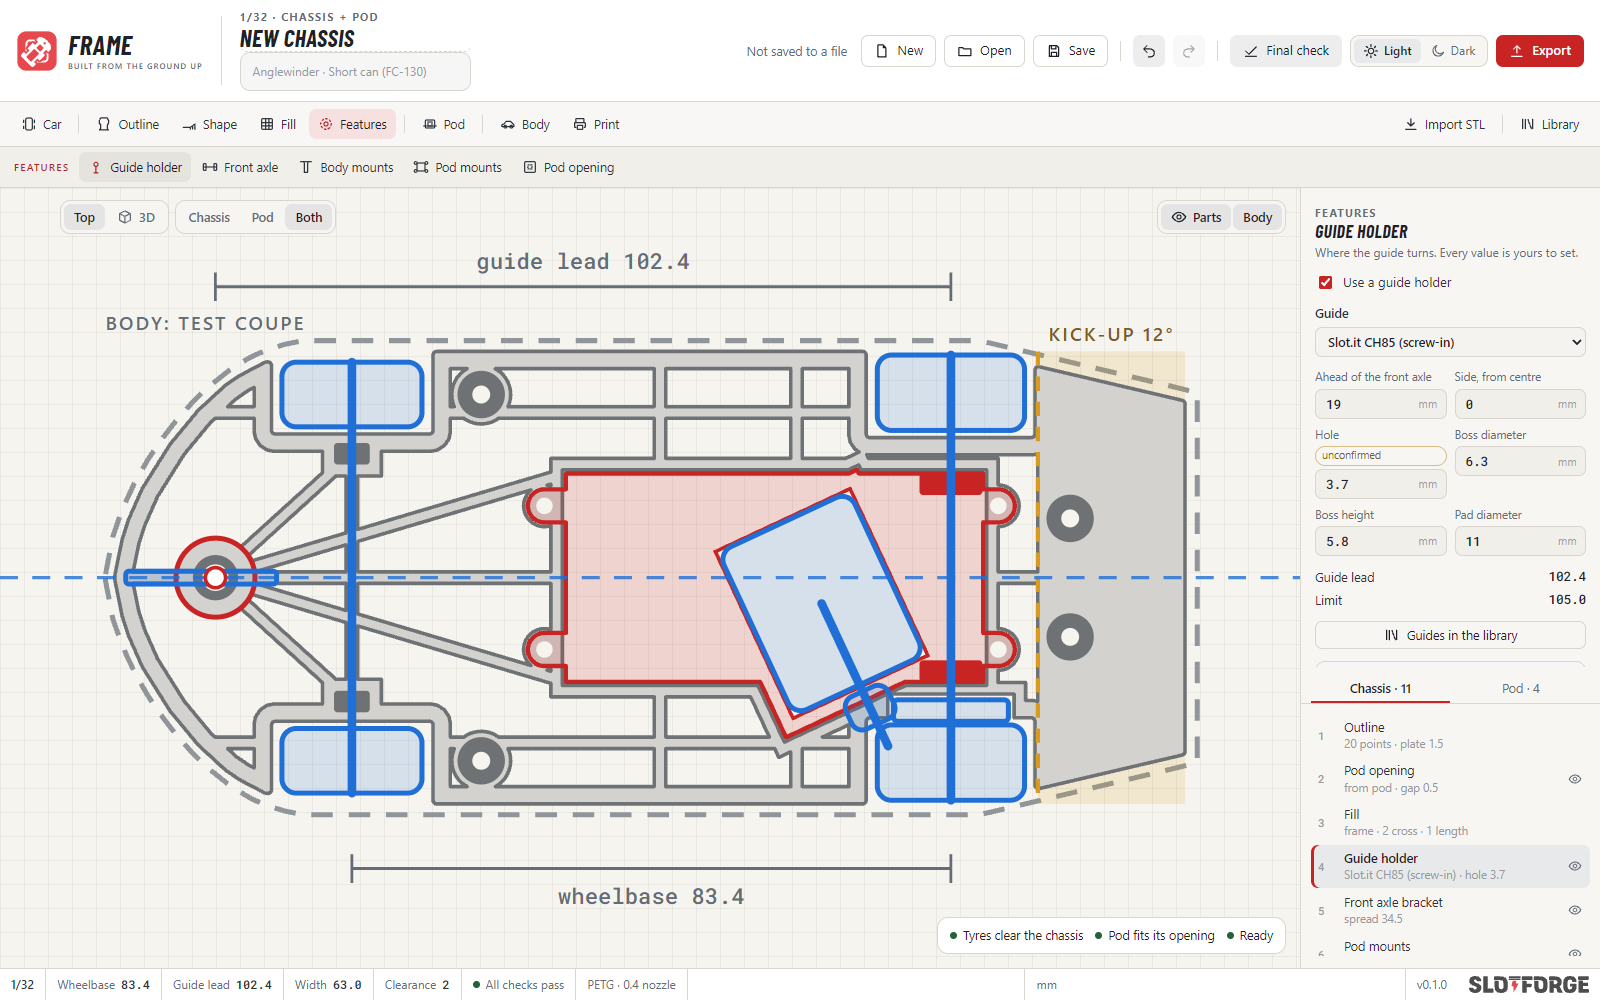 FRAME
BUILT FROM THE GROUND UP
1/32 · CHASSIS + POD
NEW CHASSIS
Anglewinder · Short can (FC-130)
Not saved to a file
New
Open
Save
Final check
Light
Dark
Export
Car
Outline
Shape
Fill
Features
Pod
Body
Print
Import STL
Library
FEATURES
Guide holder
Front axle
Body mounts
Pod mounts
Pod opening
Top
3D
Chassis
Pod
Both
Parts
Body
guide lead 102.4
BODY: TEST COUPE
KICK-UP 12°
wheelbase 83.4
Tyres clear the chassis
Pod fits its opening
Ready
FEATURES
GUIDE HOLDER
Where the guide turns. Every value is yours to set.
Use a guide holder
Guide
Slot.it CH85 (screw-in)
Ahead of the front axle
Side, from centre
19 mm
0 mm
Hole
Boss diameter
unconfirmed
6.3 mm
3.7 mm
Boss height
Pad diameter
5.8 mm
11 mm
Guide lead 102.4
Limit 105.0
Guides in the library
Chassis · 11
Pod · 4
1 Outline
20 points · plate 1.5
2 Pod opening
from pod · gap 0.5
3 Fill
frame · 2 cross · 1 length
4 Guide holder
Slot.it CH85 (screw-in) · hole 3.7
5 Front axle bracket
spread 34.5
6 Pod mounts
1/32
Wheelbase 83.4
Guide lead 102.4
Width 63.0
Clearance 2
All checks pass
PETG · 0.4 nozzle
mm
v0.1.0
SLOTFORGE